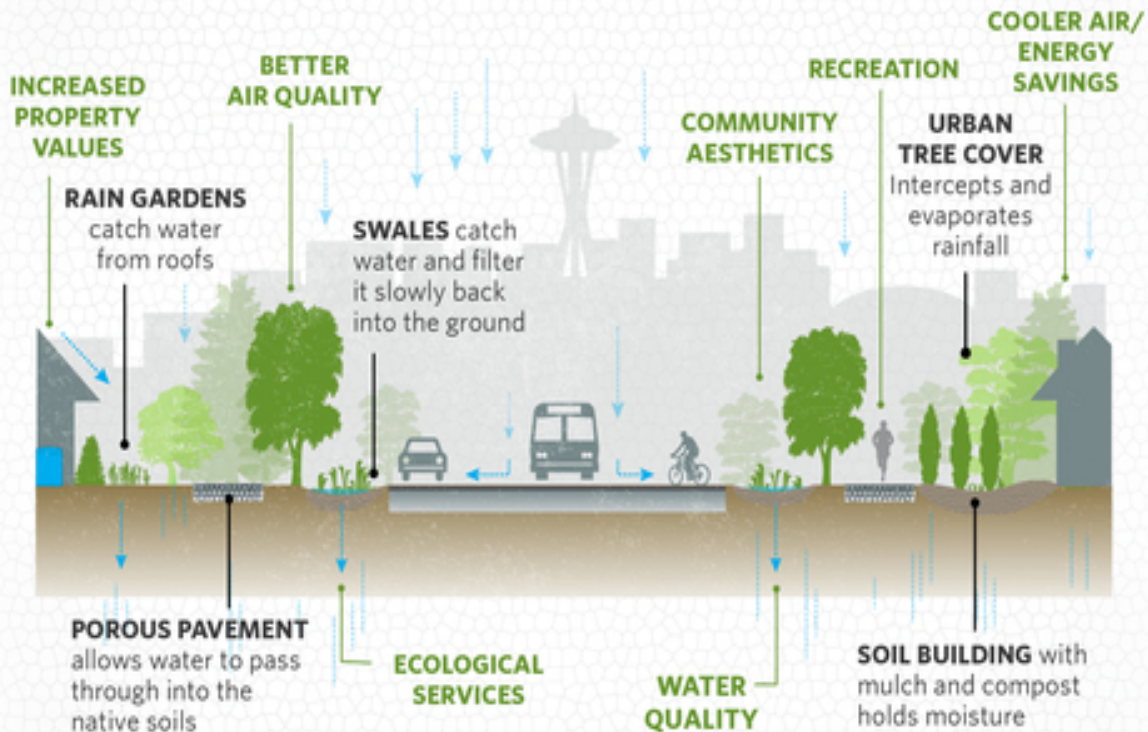 INCREASED
PROPERTY
VALUES
BETTER
AIR QUALITY
COOLER AIR/
ENERGY
SAVINGS
RECREATION
COMMUNITY
AESTHETICS
URBAN
TREE COVER
Intercepts and
evaporates
rainfall
RAIN GARDENS
catch water
from roofs
SWALES catch
water and filter
it slowly back
into the ground
POROUS PAVEMENT
allows water to pass
through into the
native soils
ECOLOGICAL
SERVICES
WATER
QUALITY
SOIL BUILDING with
mulch and compost
holds moisture